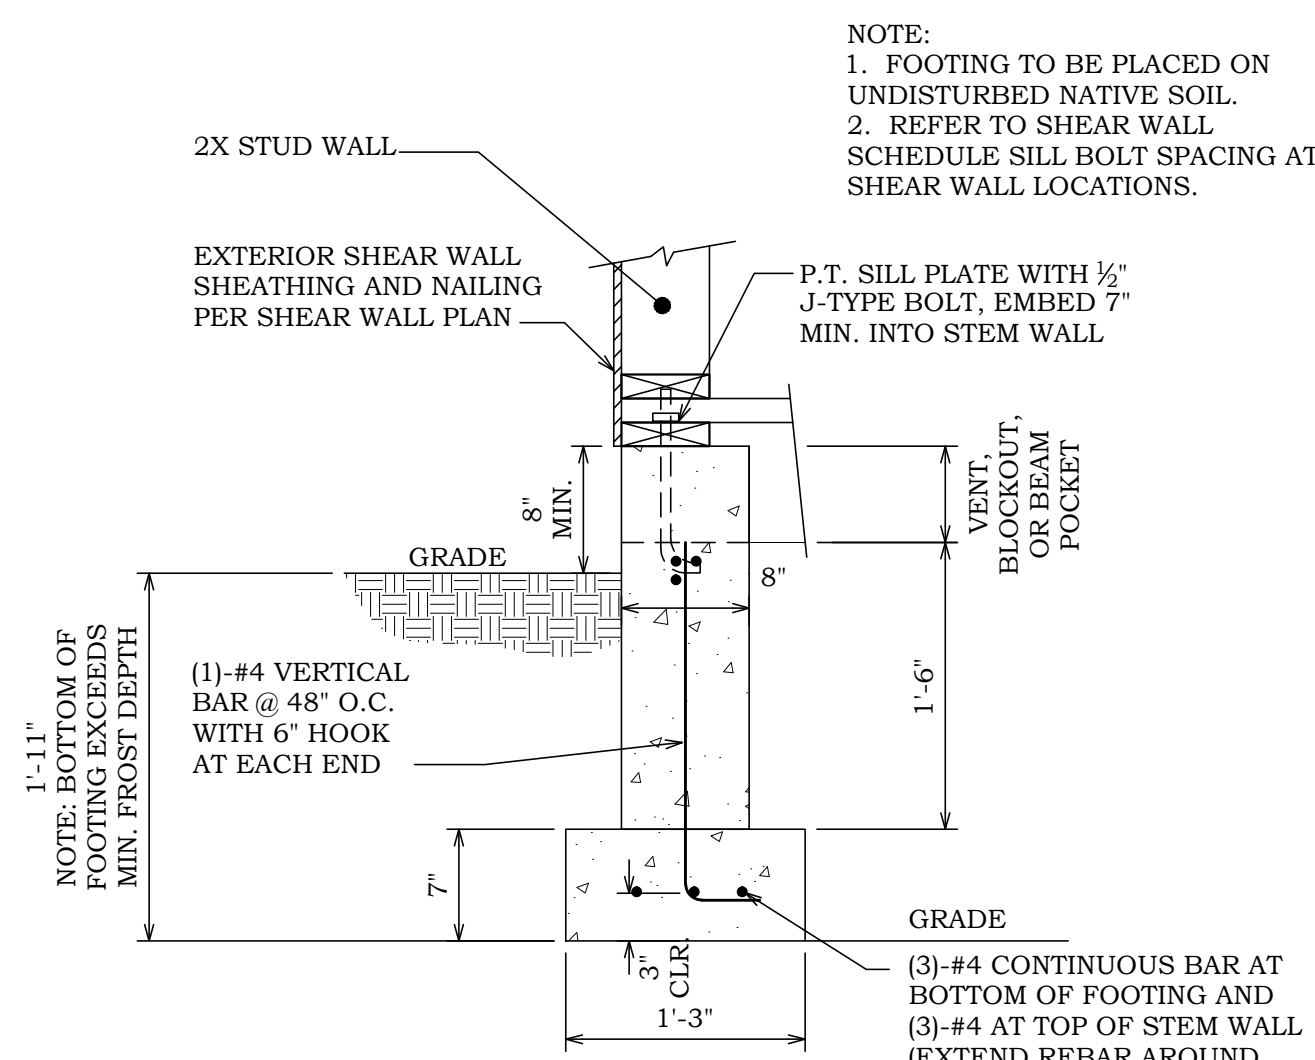 NOTE:
1. FOOTING TO BE PLACED ON
UNDISTURBED NATIVE SOIL.
2. REFER TO SHEAR WALL
SCHEDULE SILL BOLT SPACING AT
SHEAR WALL LOCATIONS.
2X STUD WALL
EXTERIOR SHEAR WALL
SHEATHING AND NAILING
PER SHEAR WALL PLAN
P.T. SILL PLATE WITH ½"
J-TYPE BOLT, EMBED 7"
MIN. INTO STEM WALL
8"
MIN.
VENT,
BLOCKOUT,
OR BEAM
POCKET
GRADE
8"
1'-11"
NOTE: BOTTOM OF
FOOTING EXCEEDS
MIN. FROST DEPTH
(1)-#4 VERTICAL
BAR @ 48" O.C.
WITH 6" HOOK
AT EACH END
1'-6"
7"
3"
CLR.
1'-3"
GRADE
(3)-#4 CONTINUOUS BAR AT
BOTTOM OF FOOTING AND
(3)-#4 AT TOP OF STEM WALL
(EXTEND REBAR AROUND